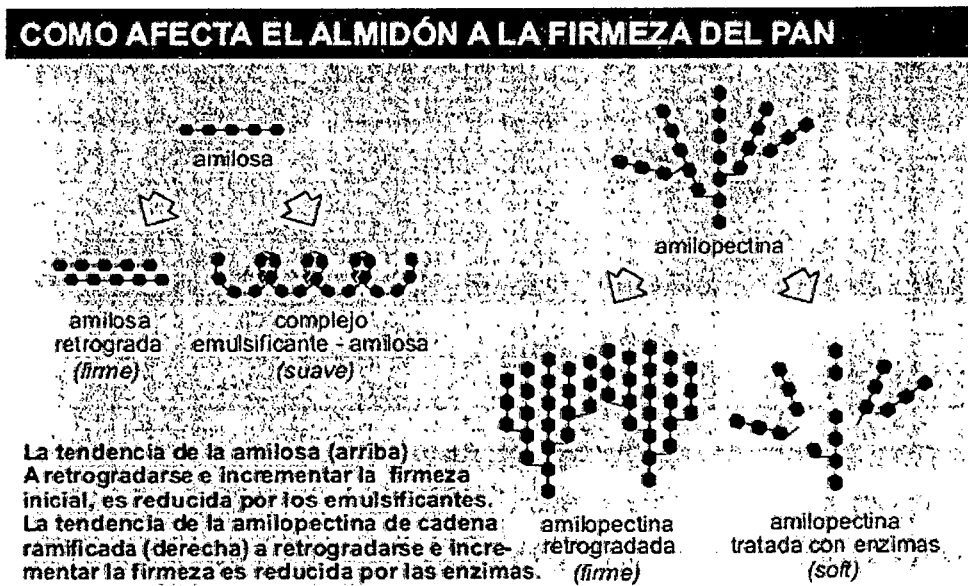 COMO AFECTA EL ALMIDÓN A LA FIRMEZA DEL PAN
amilosa
amilopectina
amilosa
retrograda
(firme)
complejo
emulsificante - amilosa
(suave)
La tendencia de la amilosa (arriba)
A retrogradarse e incrementar la firmeza
inicial, es reducida por los emulsificantes.
La tendencia de la amilopectina de cadena
ramificada (derecha) a retrogradarse e incre-
mentar la firmeza es reducida por las enzimas.
amilopectina
retrogradada
(firme)
amilopectina
tratada con enzimas
(soft)